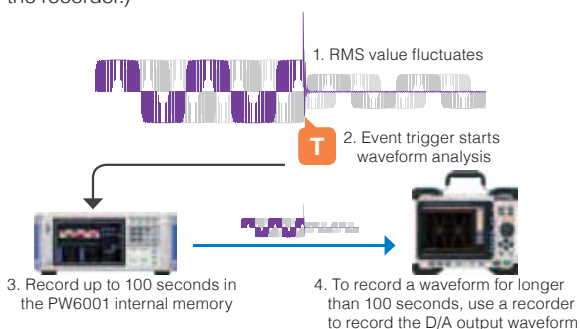 the recorder.)
1. RMS value fluctuates
T
2. Event trigger starts
waveform analysis
3. Record up to 100 seconds in
the PW6001 internal memory
4. To record a waveform for longer
than 100 seconds, use a recorder
to record the D/A output waveform